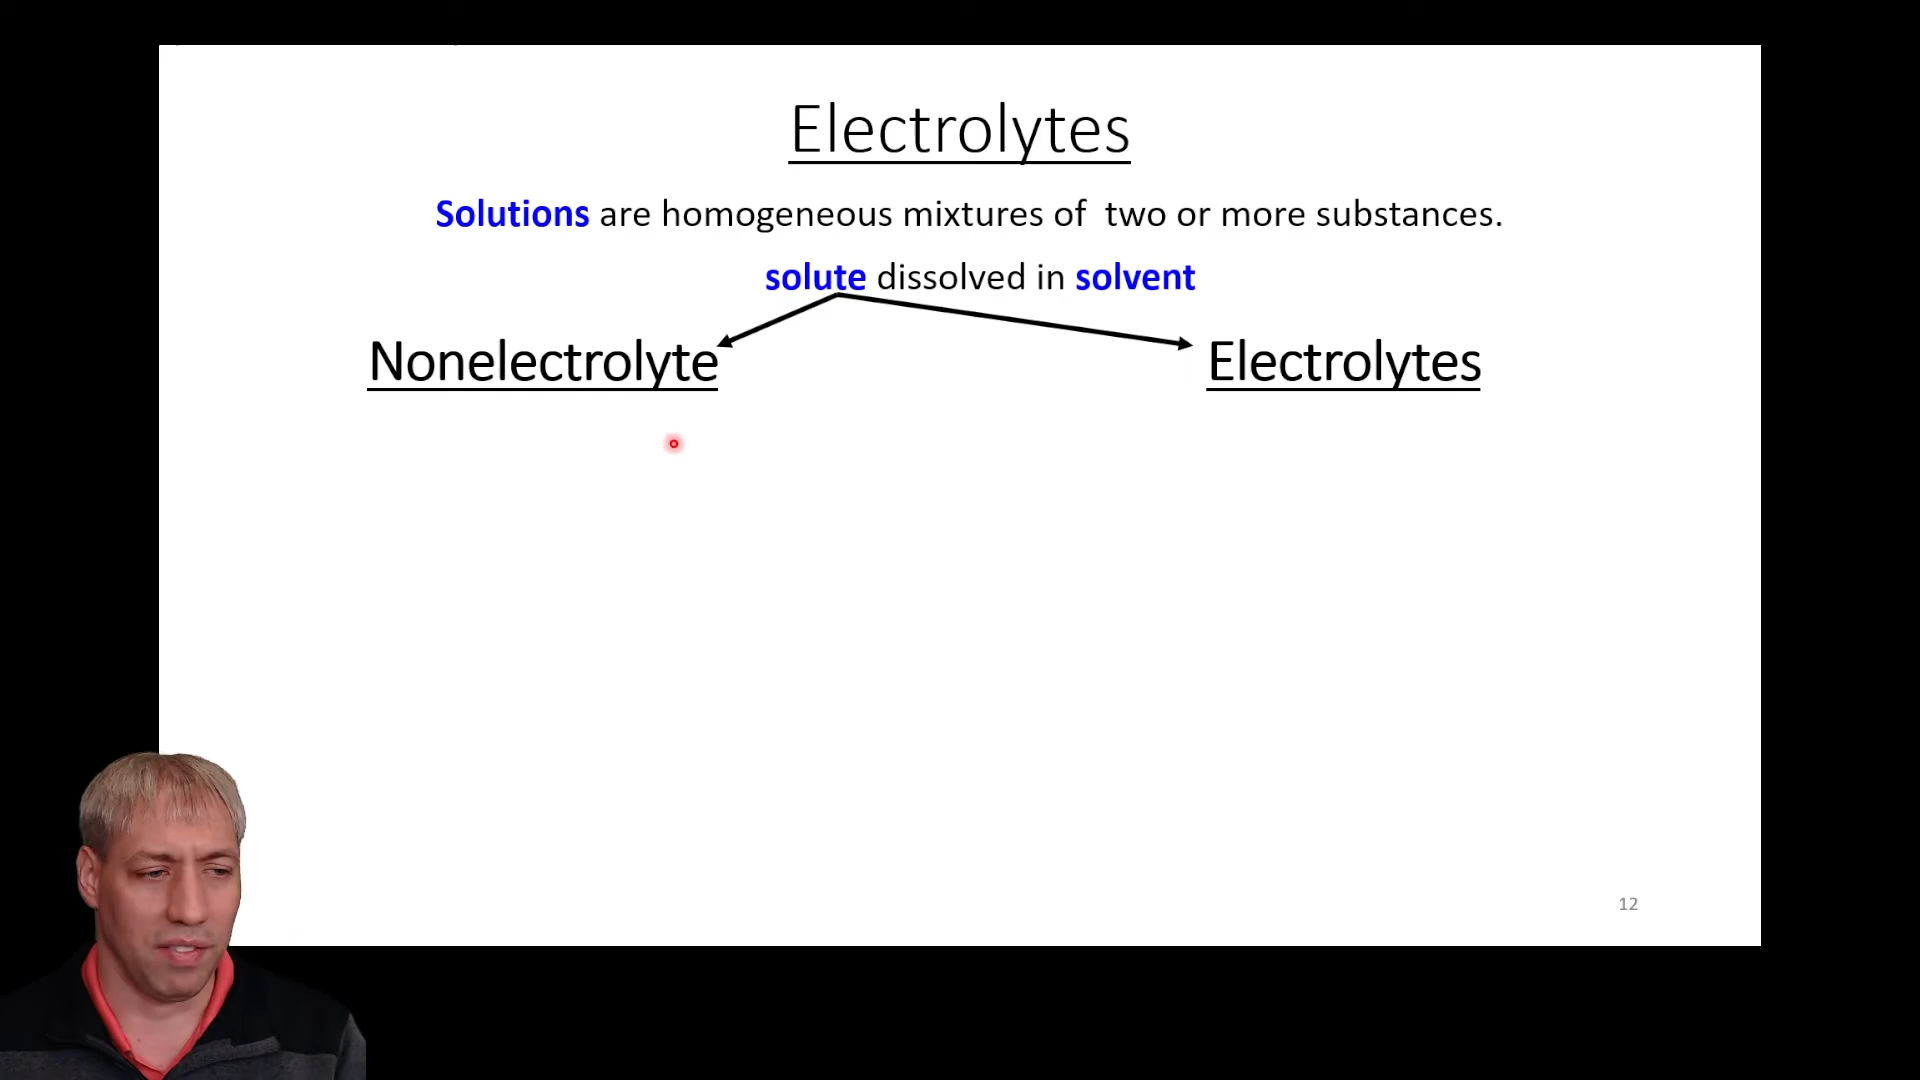 Electrolytes
Solutions are homogeneous mixtures of two or more substances.
solute dissolved in solvent
Nonelectrolyte
Electrolytes
12